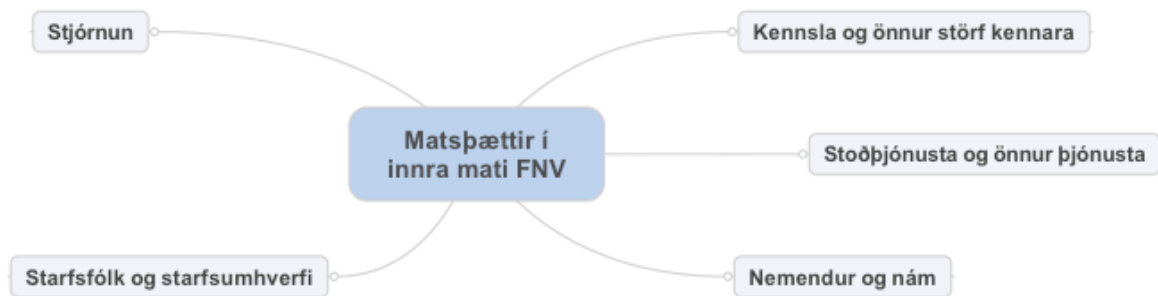 Stjórnun
Kennsla og önnur störf kennara
Matsþættir í
innra mati FNV
Stoðþjónusta og önnur þjónusta
Starfsfólk og starfsumhverfi
Nemendur og nám